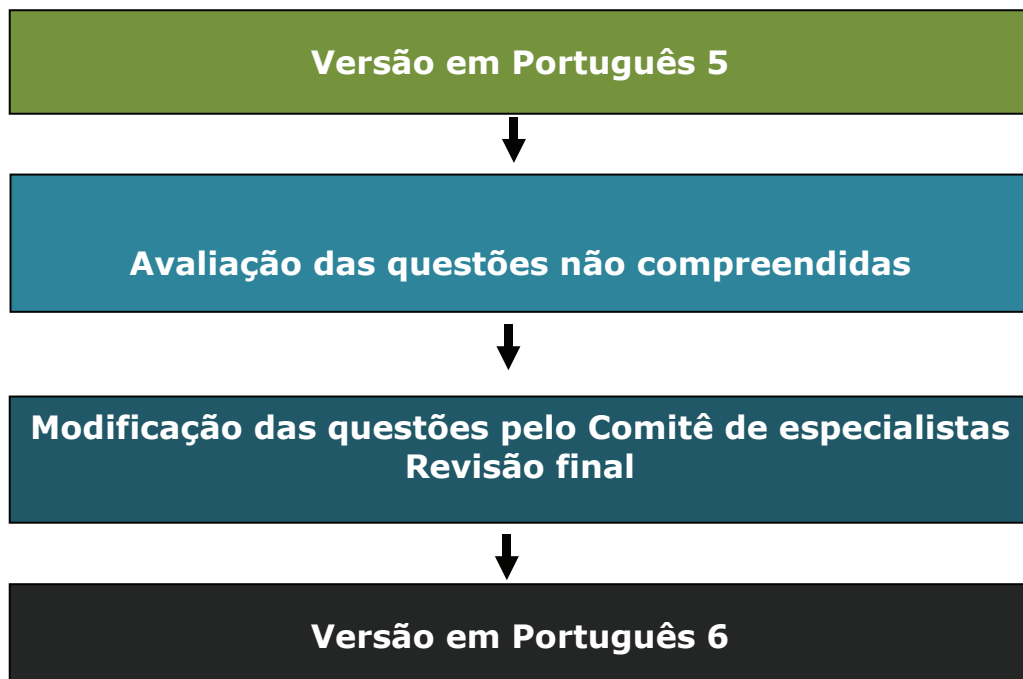 Versão em Português 5
Avaliação das questões não compreendidas
Modificação das questões pelo Comitê de especialistas
Revisão final
Versão em Português 6